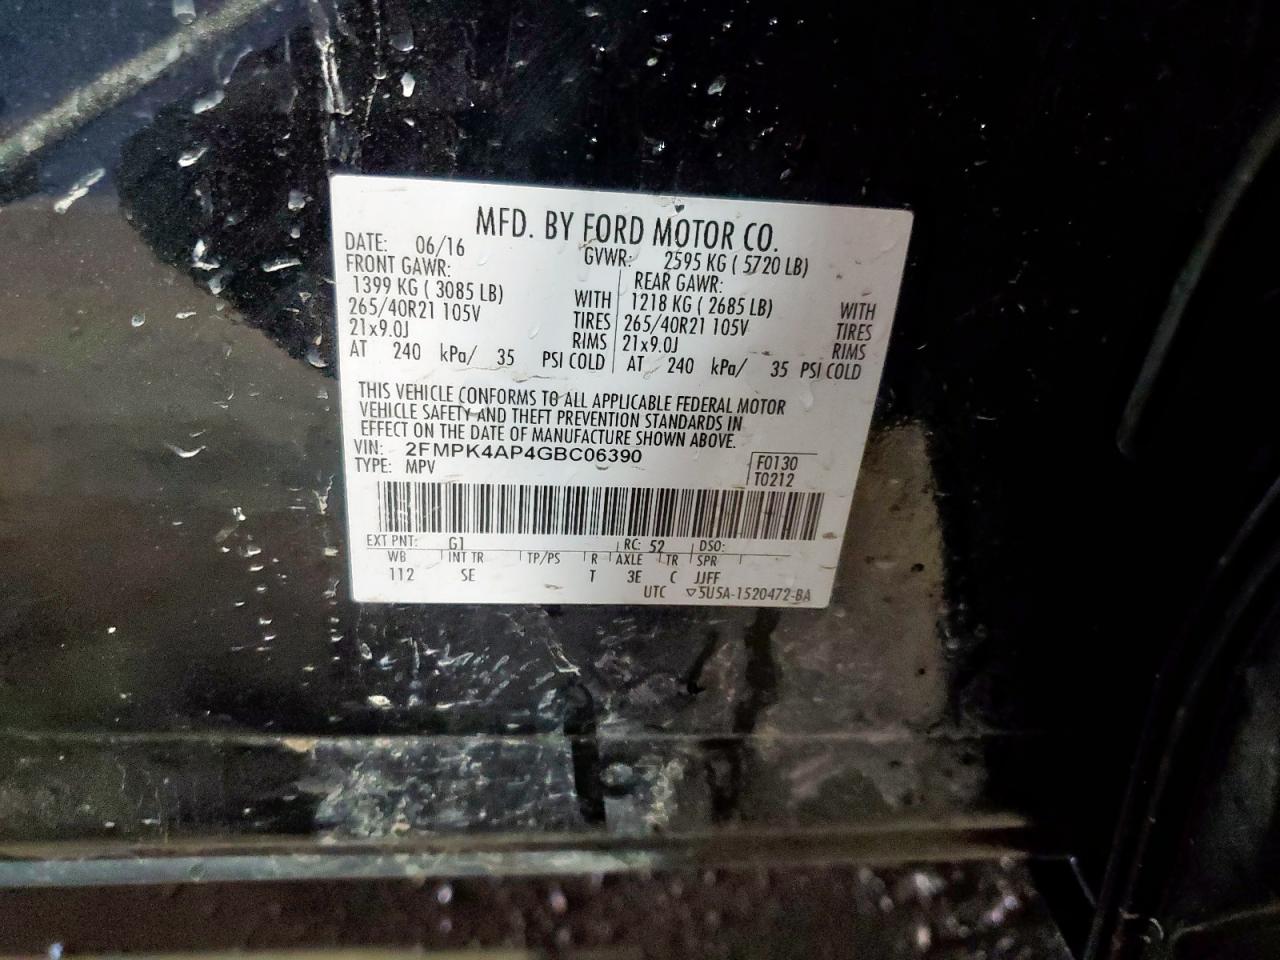 MFD. BY FORD MOTOR CO.
DATE: 06/16 GVWR: 2595 KG ( 5720 LB)
FRONT GAWR: REAR GAWR:
1399 KG ( 3085 LB) WITH 1218 KG ( 2685 LB) WITH
265/40R21 105V TIRES 265/40R21 105V TIRES
21x9.0J RIMS 21x9.0J RIMS
AT 240 kPa/ 35 PSI COLD AT 240 kPa/ 35 PSI COLD
THIS VEHICLE CONFORMS TO ALL APPLICABLE FEDERAL MOTOR
VEHICLE SAFETY AND THEFT PREVENTION STANDARDS IN
EFFECT ON THE DATE OF MANUFACTURE SHOWN ABOVE.
VIN: 2FMPK4AP4GBC06390 F0130
TYPE: MPV T0212
EXT PNT: G1 RC: 52 DSO:
WB INT TR TP/PS R AXLE TR SPR
112 SE T 3E C JJFF
UTC ▽5U5A-1520472-BA